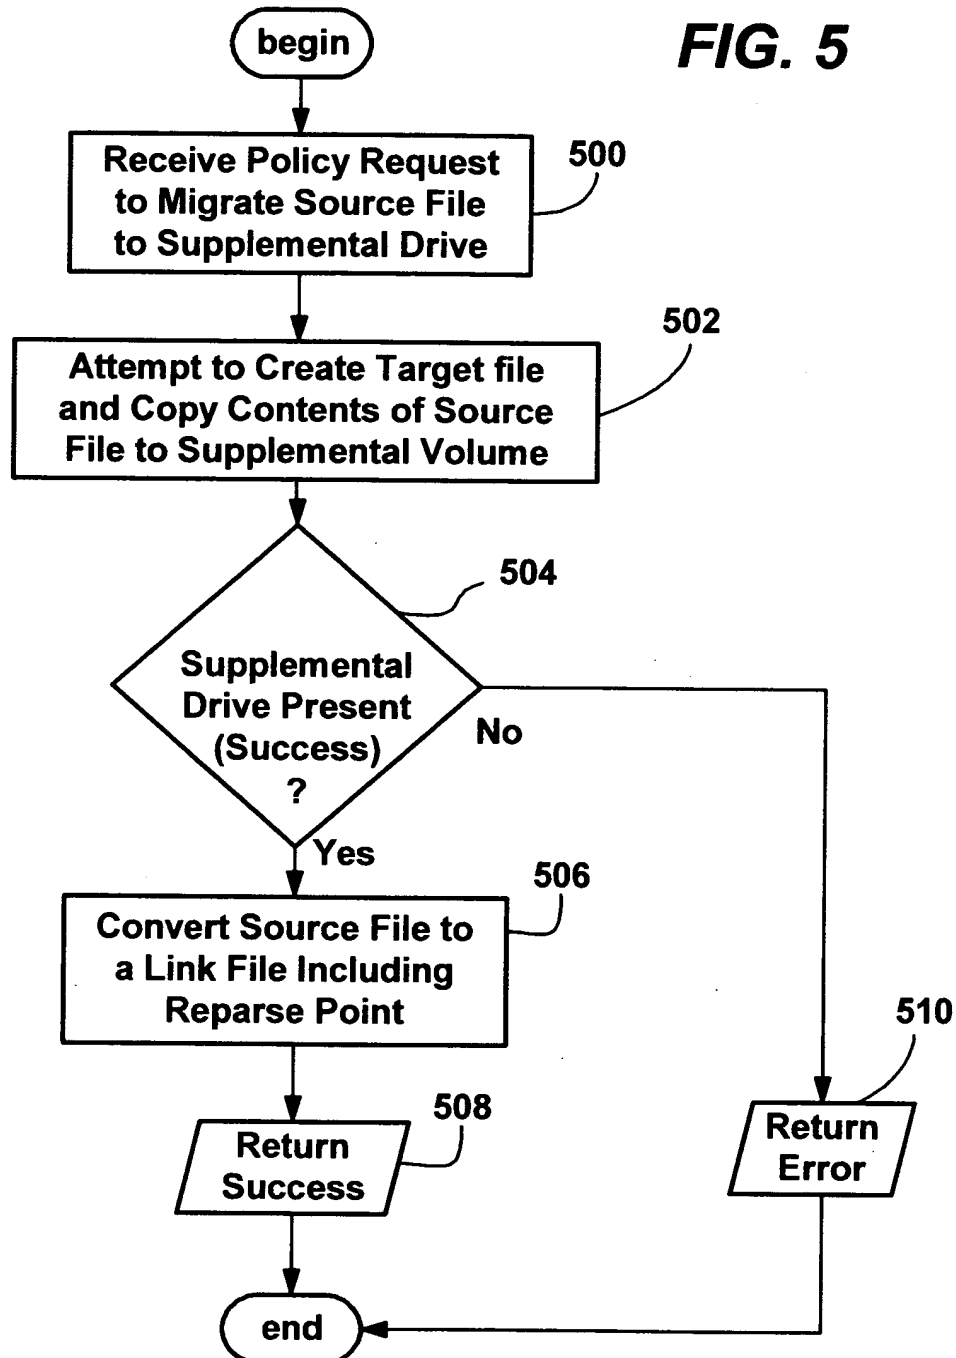 begin
FIG. 5
Receive Policy Request
to Migrate Source File
to Supplemental Drive
500
Attempt to Create Target file
and Copy Contents of Source
File to Supplemental Volume
502
504
Supplemental
Drive Present
(Success)
?
No
Yes
506
Convert Source File to
a Link File Including
Reparse Point
510
508
Return
Success
Return
Error
end